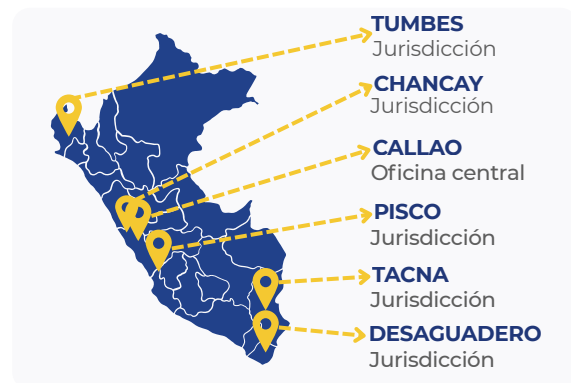 TUMBES
Jurisdicción
CHANCAY
Jurisdicción
CALLAO
Oficina central
PISCO
Jurisdicción
TACNA
Jurisdicción
DESAGUADERO
Jurisdicción